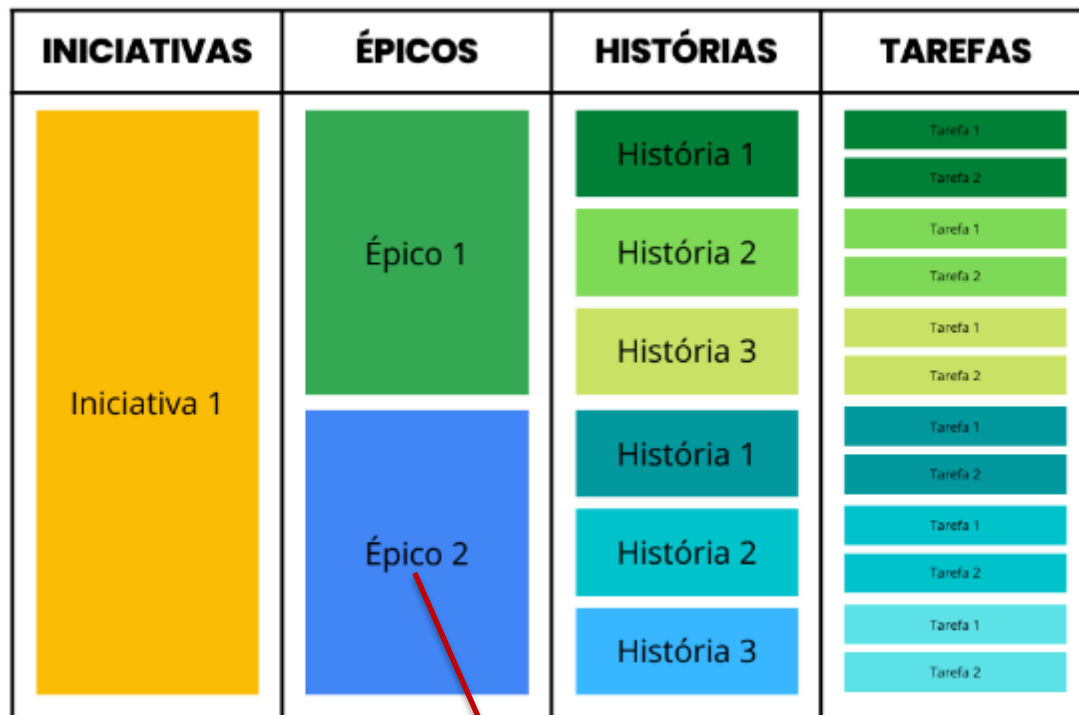 INICIATIVAS
ÉPICOS
HISTÓRIAS
TAREFAS
Iniciativa 1
Épico 1
Épico 2
História 1
História 2
História 3
História 1
História 2
História 3
Tarefa 1
Tarefa 2
Tarefa 1
Tarefa 2
Tarefa 1
Tarefa 2
Tarefa 1
Tarefa 2
Tarefa 1
Tarefa 2
Tarefa 1
Tarefa 2